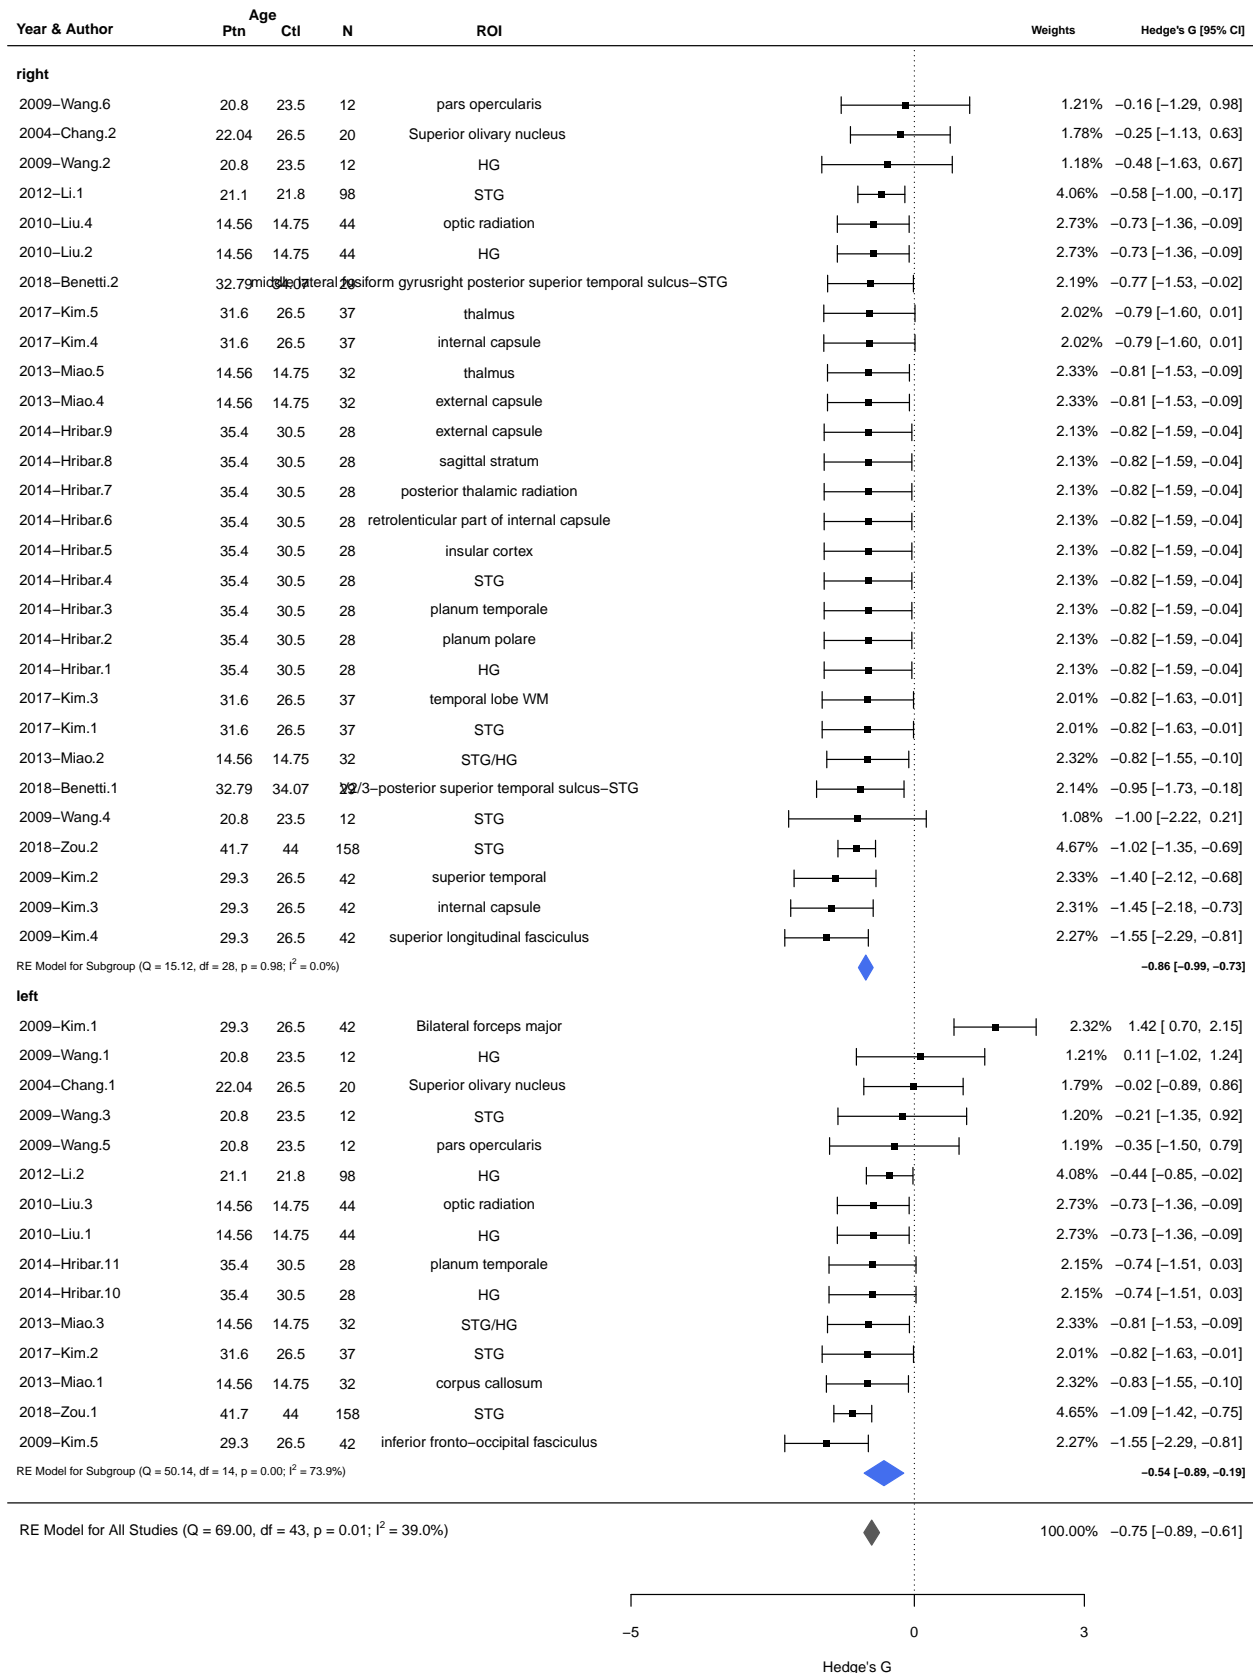 Age
Year & Author Ptn Ctl N ROI Weights Hedge's G [95% CI]
right
2009−Wang.6 20.8 23.5 12 pars opercularis 1.21% −0.16 [−1.29, 0.98]
2004−Chang.2 22.04 26.5 20 Superior olivary nucleus 1.78% −0.25 [−1.13, 0.63]
2009−Wang.2 20.8 23.5 12 HG 1.18% −0.48 [−1.63, 0.67]
2012−Li.1 21.1 21.8 98 STG 4.06% −0.58 [−1.00, −0.17]
2010−Liu.4 14.56 14.75 44 optic radiation 2.73% −0.73 [−1.36, −0.09]
2010−Liu.2 14.56 14.75 44 HG 2.73% −0.73 [−1.36, −0.09]
2018−Benetti.2 32.79 34.07 29 middle lateral fusiform gyrusright posterior superior temporal sulcus−STG 2.19% −0.77 [−1.53, −0.02]
2017−Kim.5 31.6 26.5 37 thalmus 2.02% −0.79 [−1.60, 0.01]
2017−Kim.4 31.6 26.5 37 internal capsule 2.02% −0.79 [−1.60, 0.01]
2013−Miao.5 14.56 14.75 32 thalmus 2.33% −0.81 [−1.53, −0.09]
2013−Miao.4 14.56 14.75 32 external capsule 2.33% −0.81 [−1.53, −0.09]
2014−Hribar.9 35.4 30.5 28 external capsule 2.13% −0.82 [−1.59, −0.04]
2014−Hribar.8 35.4 30.5 28 sagittal stratum 2.13% −0.82 [−1.59, −0.04]
2014−Hribar.7 35.4 30.5 28 posterior thalamic radiation 2.13% −0.82 [−1.59, −0.04]
2014−Hribar.6 35.4 30.5 28 retrolenticular part of internal capsule 2.13% −0.82 [−1.59, −0.04]
2014−Hribar.5 35.4 30.5 28 insular cortex 2.13% −0.82 [−1.59, −0.04]
2014−Hribar.4 35.4 30.5 28 STG 2.13% −0.82 [−1.59, −0.04]
2014−Hribar.3 35.4 30.5 28 planum temporale 2.13% −0.82 [−1.59, −0.04]
2014−Hribar.2 35.4 30.5 28 planum polare 2.13% −0.82 [−1.59, −0.04]
2014−Hribar.1 35.4 30.5 28 HG 2.13% −0.82 [−1.59, −0.04]
2017−Kim.3 31.6 26.5 37 temporal lobe WM 2.01% −0.82 [−1.63, −0.01]
2017−Kim.1 31.6 26.5 37 STG 2.01% −0.82 [−1.63, −0.01]
2013−Miao.2 14.56 14.75 32 STG/HG 2.32% −0.82 [−1.55, −0.10]
2018−Benetti.1 32.79 34.07 /3−posterior superior temporal sulcus−STG 2.14% −0.95 [−1.73, −0.18]
2009−Wang.4 20.8 23.5 12 STG 1.08% −1.00 [−2.22, 0.21]
2018−Zou.2 41.7 44 158 STG 4.67% −1.02 [−1.35, −0.69]
2009−Kim.2 29.3 26.5 42 superior temporal 2.33% −1.40 [−2.12, −0.68]
2009−Kim.3 29.3 26.5 42 internal capsule 2.31% −1.45 [−2.18, −0.73]
2009−Kim.4 29.3 26.5 42 superior longitudinal fasciculus 2.27% −1.55 [−2.29, −0.81]
RE Model for Subgroup (Q = 15.12, df = 28, p = 0.98; I² = 0.0%) −0.86 [−0.99, −0.73]
left
2009−Kim.1 29.3 26.5 42 Bilateral forceps major 2.32% 1.42 [ 0.70, 2.15]
2009−Wang.1 20.8 23.5 12 HG 1.21% 0.11 [−1.02, 1.24]
2004−Chang.1 22.04 26.5 20 Superior olivary nucleus 1.79% −0.02 [−0.89, 0.86]
2009−Wang.3 20.8 23.5 12 STG 1.20% −0.21 [−1.35, 0.92]
2009−Wang.5 20.8 23.5 12 pars opercularis 1.19% −0.35 [−1.50, 0.79]
2012−Li.2 21.1 21.8 98 HG 4.08% −0.44 [−0.85, −0.02]
2010−Liu.3 14.56 14.75 44 optic radiation 2.73% −0.73 [−1.36, −0.09]
2010−Liu.1 14.56 14.75 44 HG 2.73% −0.73 [−1.36, −0.09]
2014−Hribar.11 35.4 30.5 28 planum temporale 2.15% −0.74 [−1.51, 0.03]
2014−Hribar.10 35.4 30.5 28 HG 2.15% −0.74 [−1.51, 0.03]
2013−Miao.3 14.56 14.75 32 STG/HG 2.33% −0.81 [−1.53, −0.09]
2017−Kim.2 31.6 26.5 37 STG 2.01% −0.82 [−1.63, −0.01]
2013−Miao.1 14.56 14.75 32 corpus callosum 2.32% −0.83 [−1.55, −0.10]
2018−Zou.1 41.7 44 158 STG 4.65% −1.09 [−1.42, −0.75]
2009−Kim.5 29.3 26.5 42 inferior fronto−occipital fasciculus 2.27% −1.55 [−2.29, −0.81]
RE Model for Subgroup (Q = 50.14, df = 14, p = 0.00; I² = 73.9%) −0.54 [−0.89, −0.19]
RE Model for All Studies (Q = 69.00, df = 43, p = 0.01; I² = 39.0%) 100.00% −0.75 [−0.89, −0.61]
−5 0 3
Hedge's G